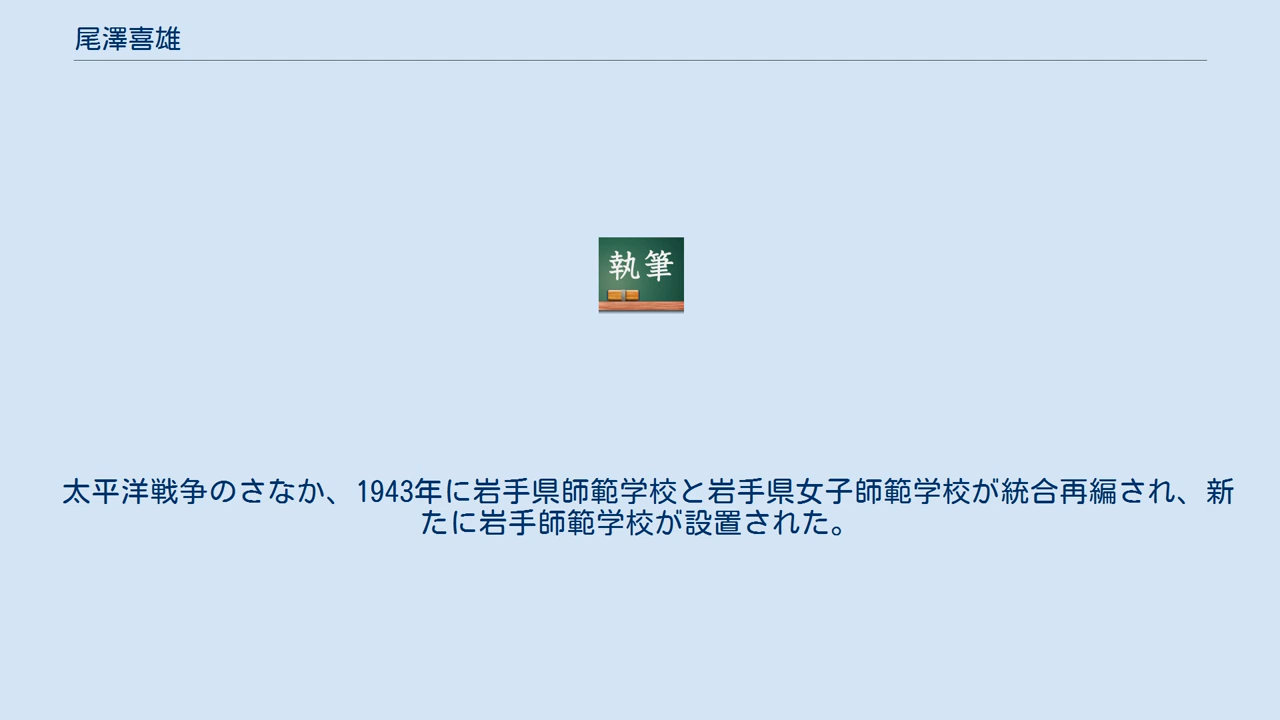 尾澤喜雄
執筆
太平洋戦争のさなか、1943年に岩手県師範学校と岩手県女子師範学校が統合再編され、新
たに岩手師範学校が設置された。